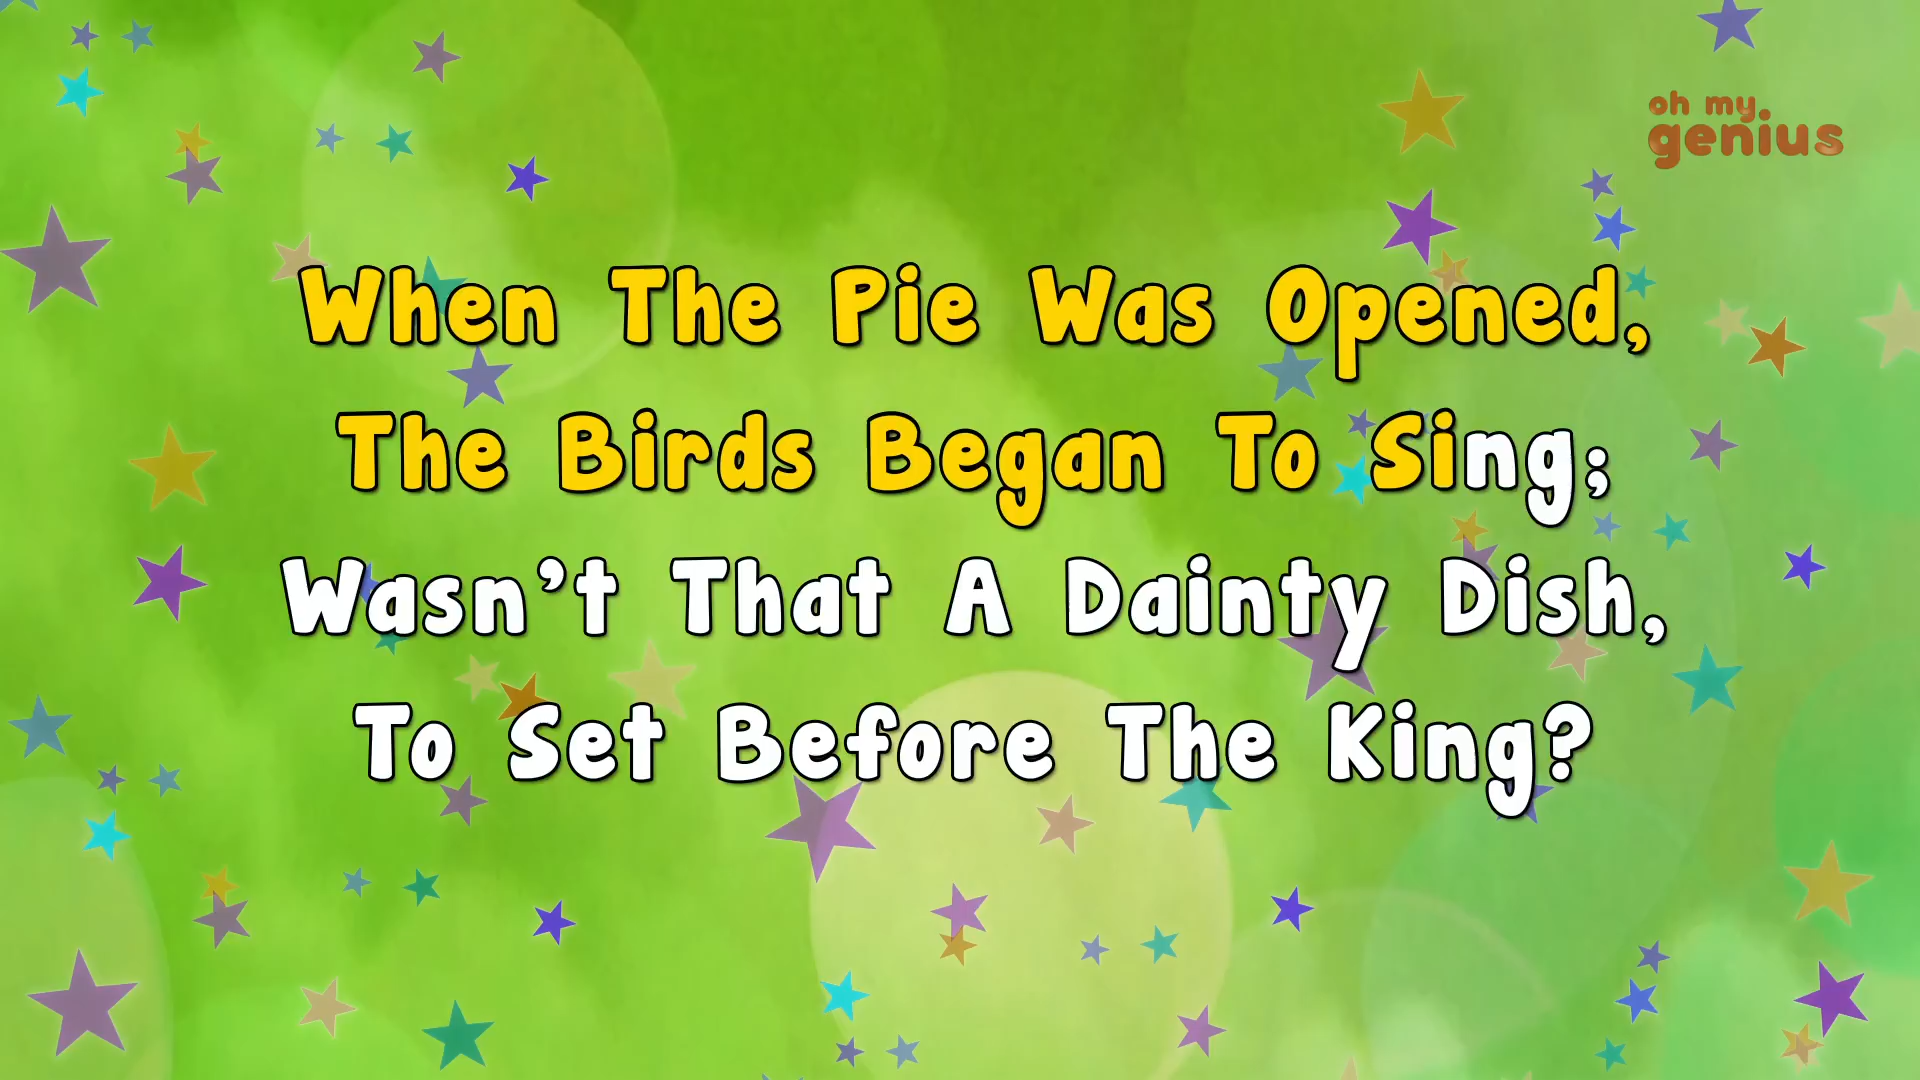 oh my
genius
When The Pie Was Opened,
The Birds Began To Sing;
Wasn't That A Dainty Dish,
To Set Before The King?